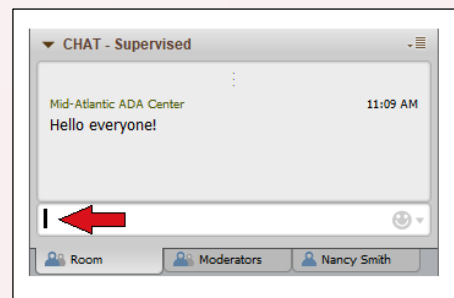 CHAT - Supervised
Mid-Atlantic ADA Center 11:09 AM
Hello everyone!
Room Moderators Nancy Smith